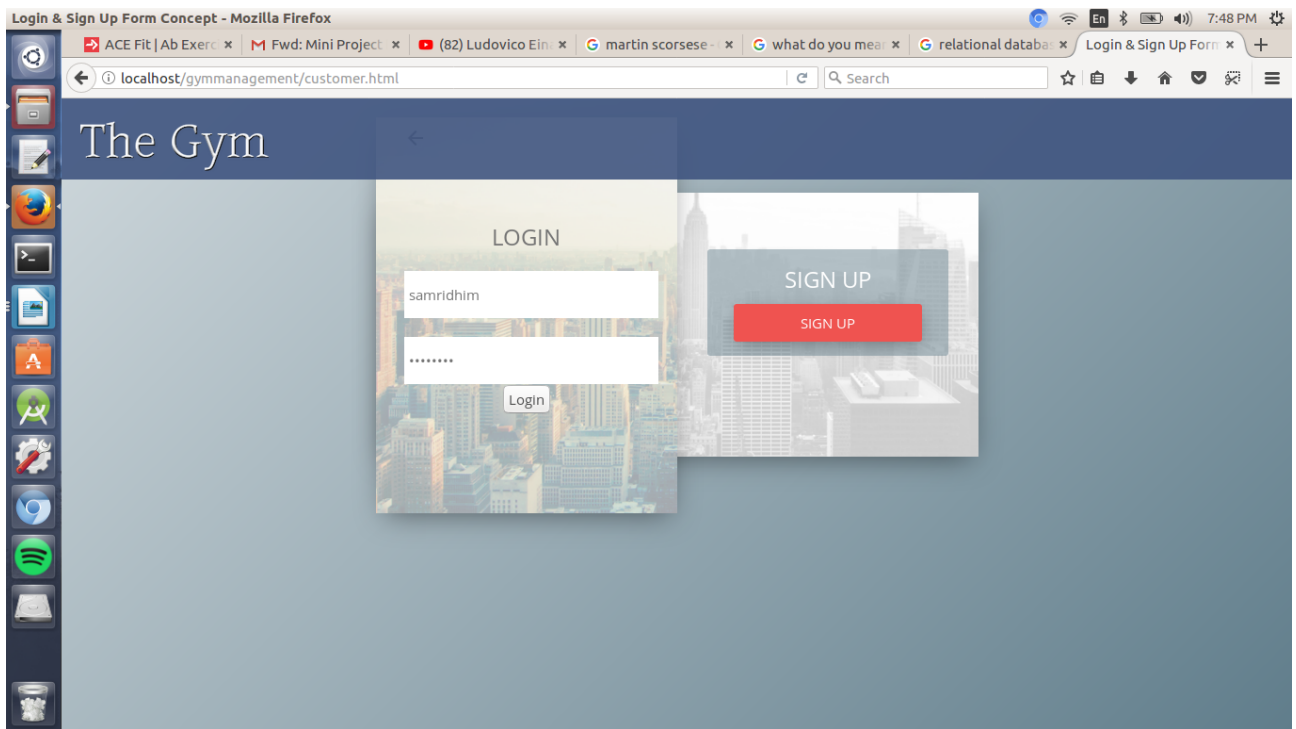 Login & Sign Up Form Concept - Mozilla Firefox
En
7:48 PM
ACE Fit | Ab Exerc
Fwd: Mini Project
(82) Ludovico Ein
martin scorsese -
what do you mea
relational databa
Login & Sign Up Form
localhost/gymmanagement/customer.html
Search
The Gym
LOGIN
samridhim
••••••••
Login
SIGN UP
SIGN UP